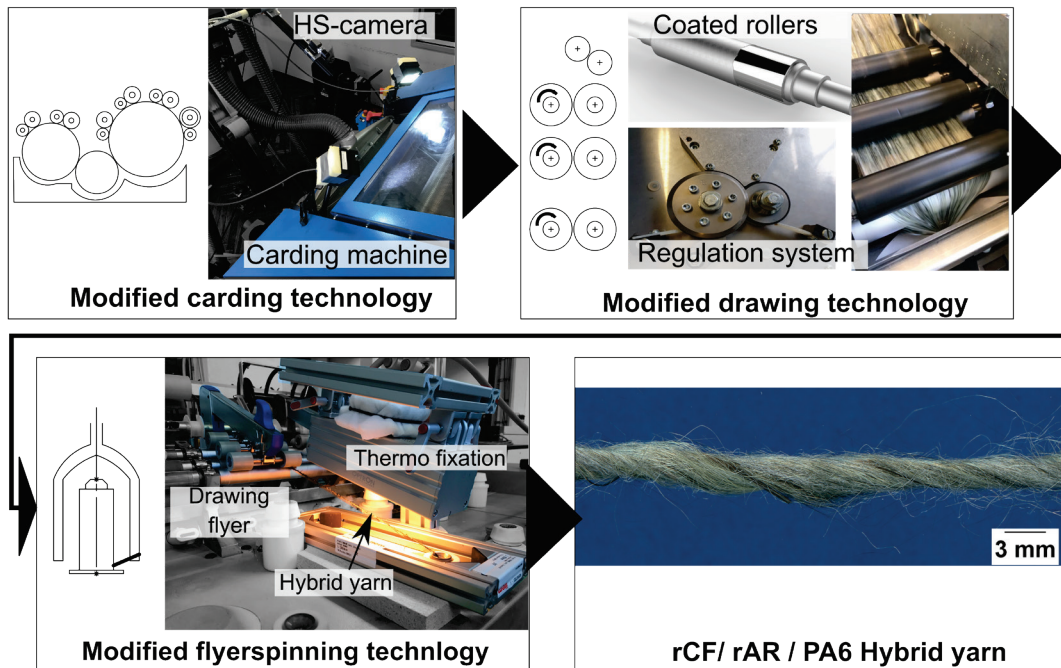 HS-camera
Carding machine
Modified carding technology
Coated rollers
Regulation system
Modified drawing technology
Thermo fixation
Drawing
flyer
Hybrid yarn
Modified flyerspinning technlogy
3 mm
rCF/ rAR / PA6 Hybrid yarn